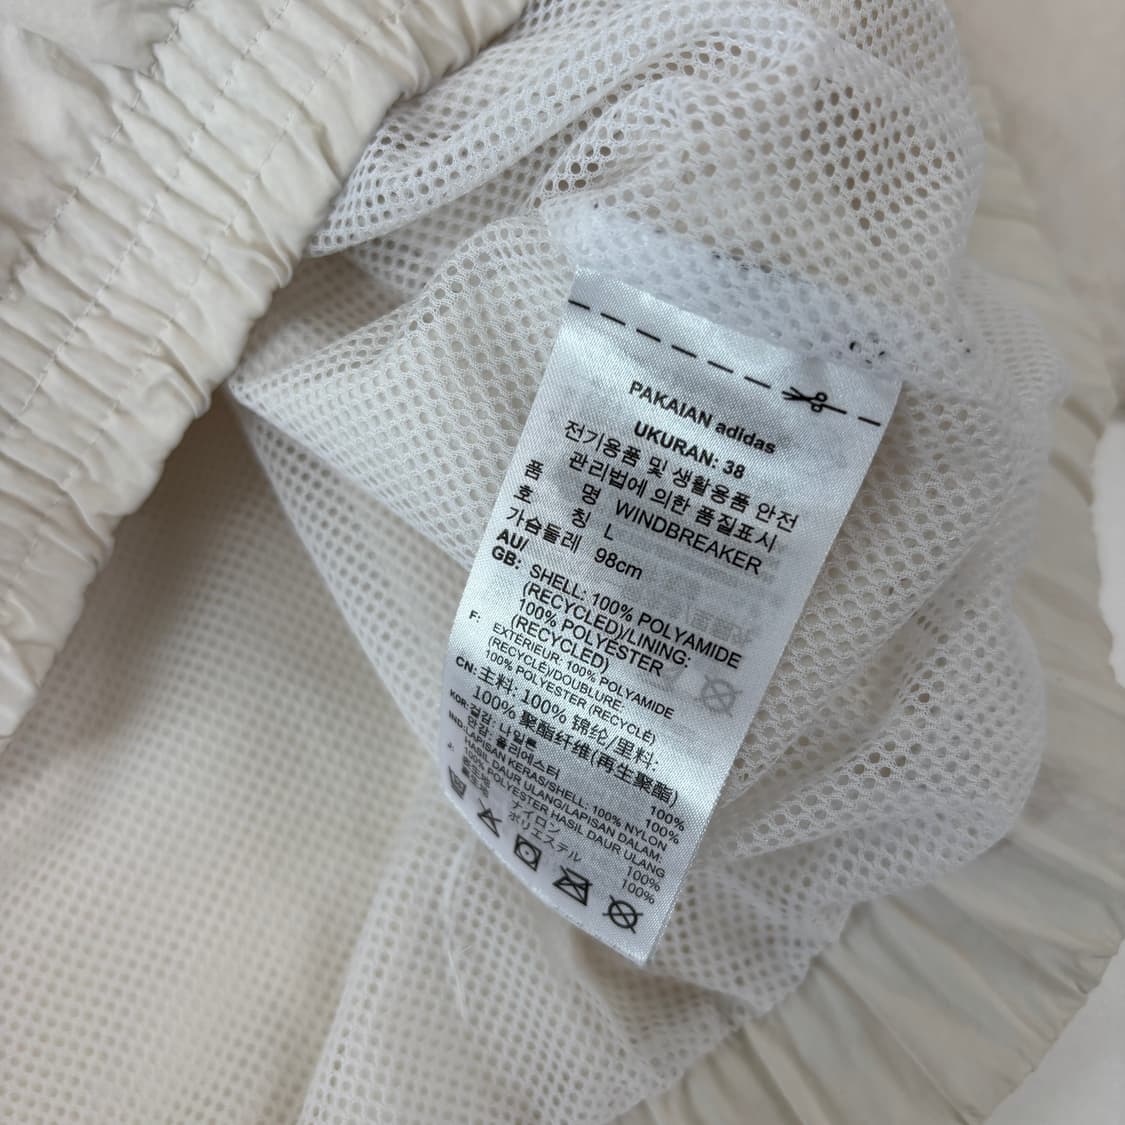 PAKAIAN adidas
UKURAN: 38
전기용품 및 생활용품 안전
관리법에 의한 품질표시
품 명 WINDBREAKER
호 칭 L
가슴둘레 98cm
AU/
GB: SHELL: 100% POLYAMIDE
(RECYCLED)/LINING:
100% POLYESTER
(RECYCLED)
F: EXTÉRIEUR: 100% POLYAMIDE
(RECYCLÉ)/DOUBLURE:
100% POLYESTER (RECYCLÉ)
CN: 主料: 100% 锦纶/里料:
100% 聚酯纤维(再生聚酯)
KOR: 겉감: 나일론 100%
안감: 폴리에스터 100%
IND: LAPISAN KERAS/SHELL: 100% NYLON
HASIL DAUR ULANG/LAPISAN DALAM:
100% POLYESTER HASIL DAUR ULANG
J: ナイロン 100%
ポリエステル 100%